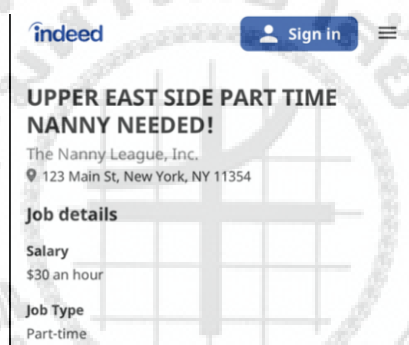 indeed
Sign in
UPPER EAST SIDE PART TIME
NANNY NEEDED!
The Nanny League, Inc.
123 Main St, New York, NY 11354
Job details
Salary
$30 an hour
Job Type
Part-time